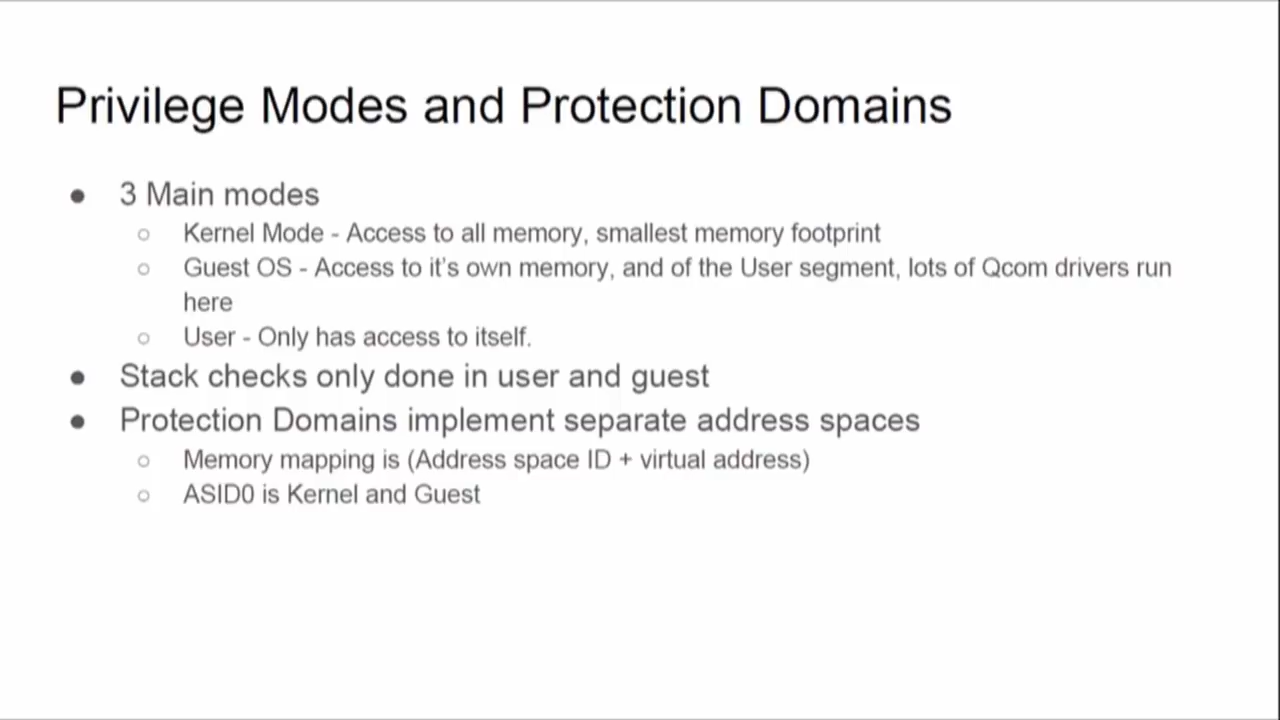 Privilege Modes and Protection Domains
● 3 Main modes
○ Kernel Mode - Access to all memory, smallest memory footprint
○ Guest OS - Access to it's own memory, and of the User segment, lots of Qcom drivers run
here
○ User - Only has access to itself.
● Stack checks only done in user and guest
● Protection Domains implement separate address spaces
○ Memory mapping is (Address space ID + virtual address)
○ ASID0 is Kernel and Guest